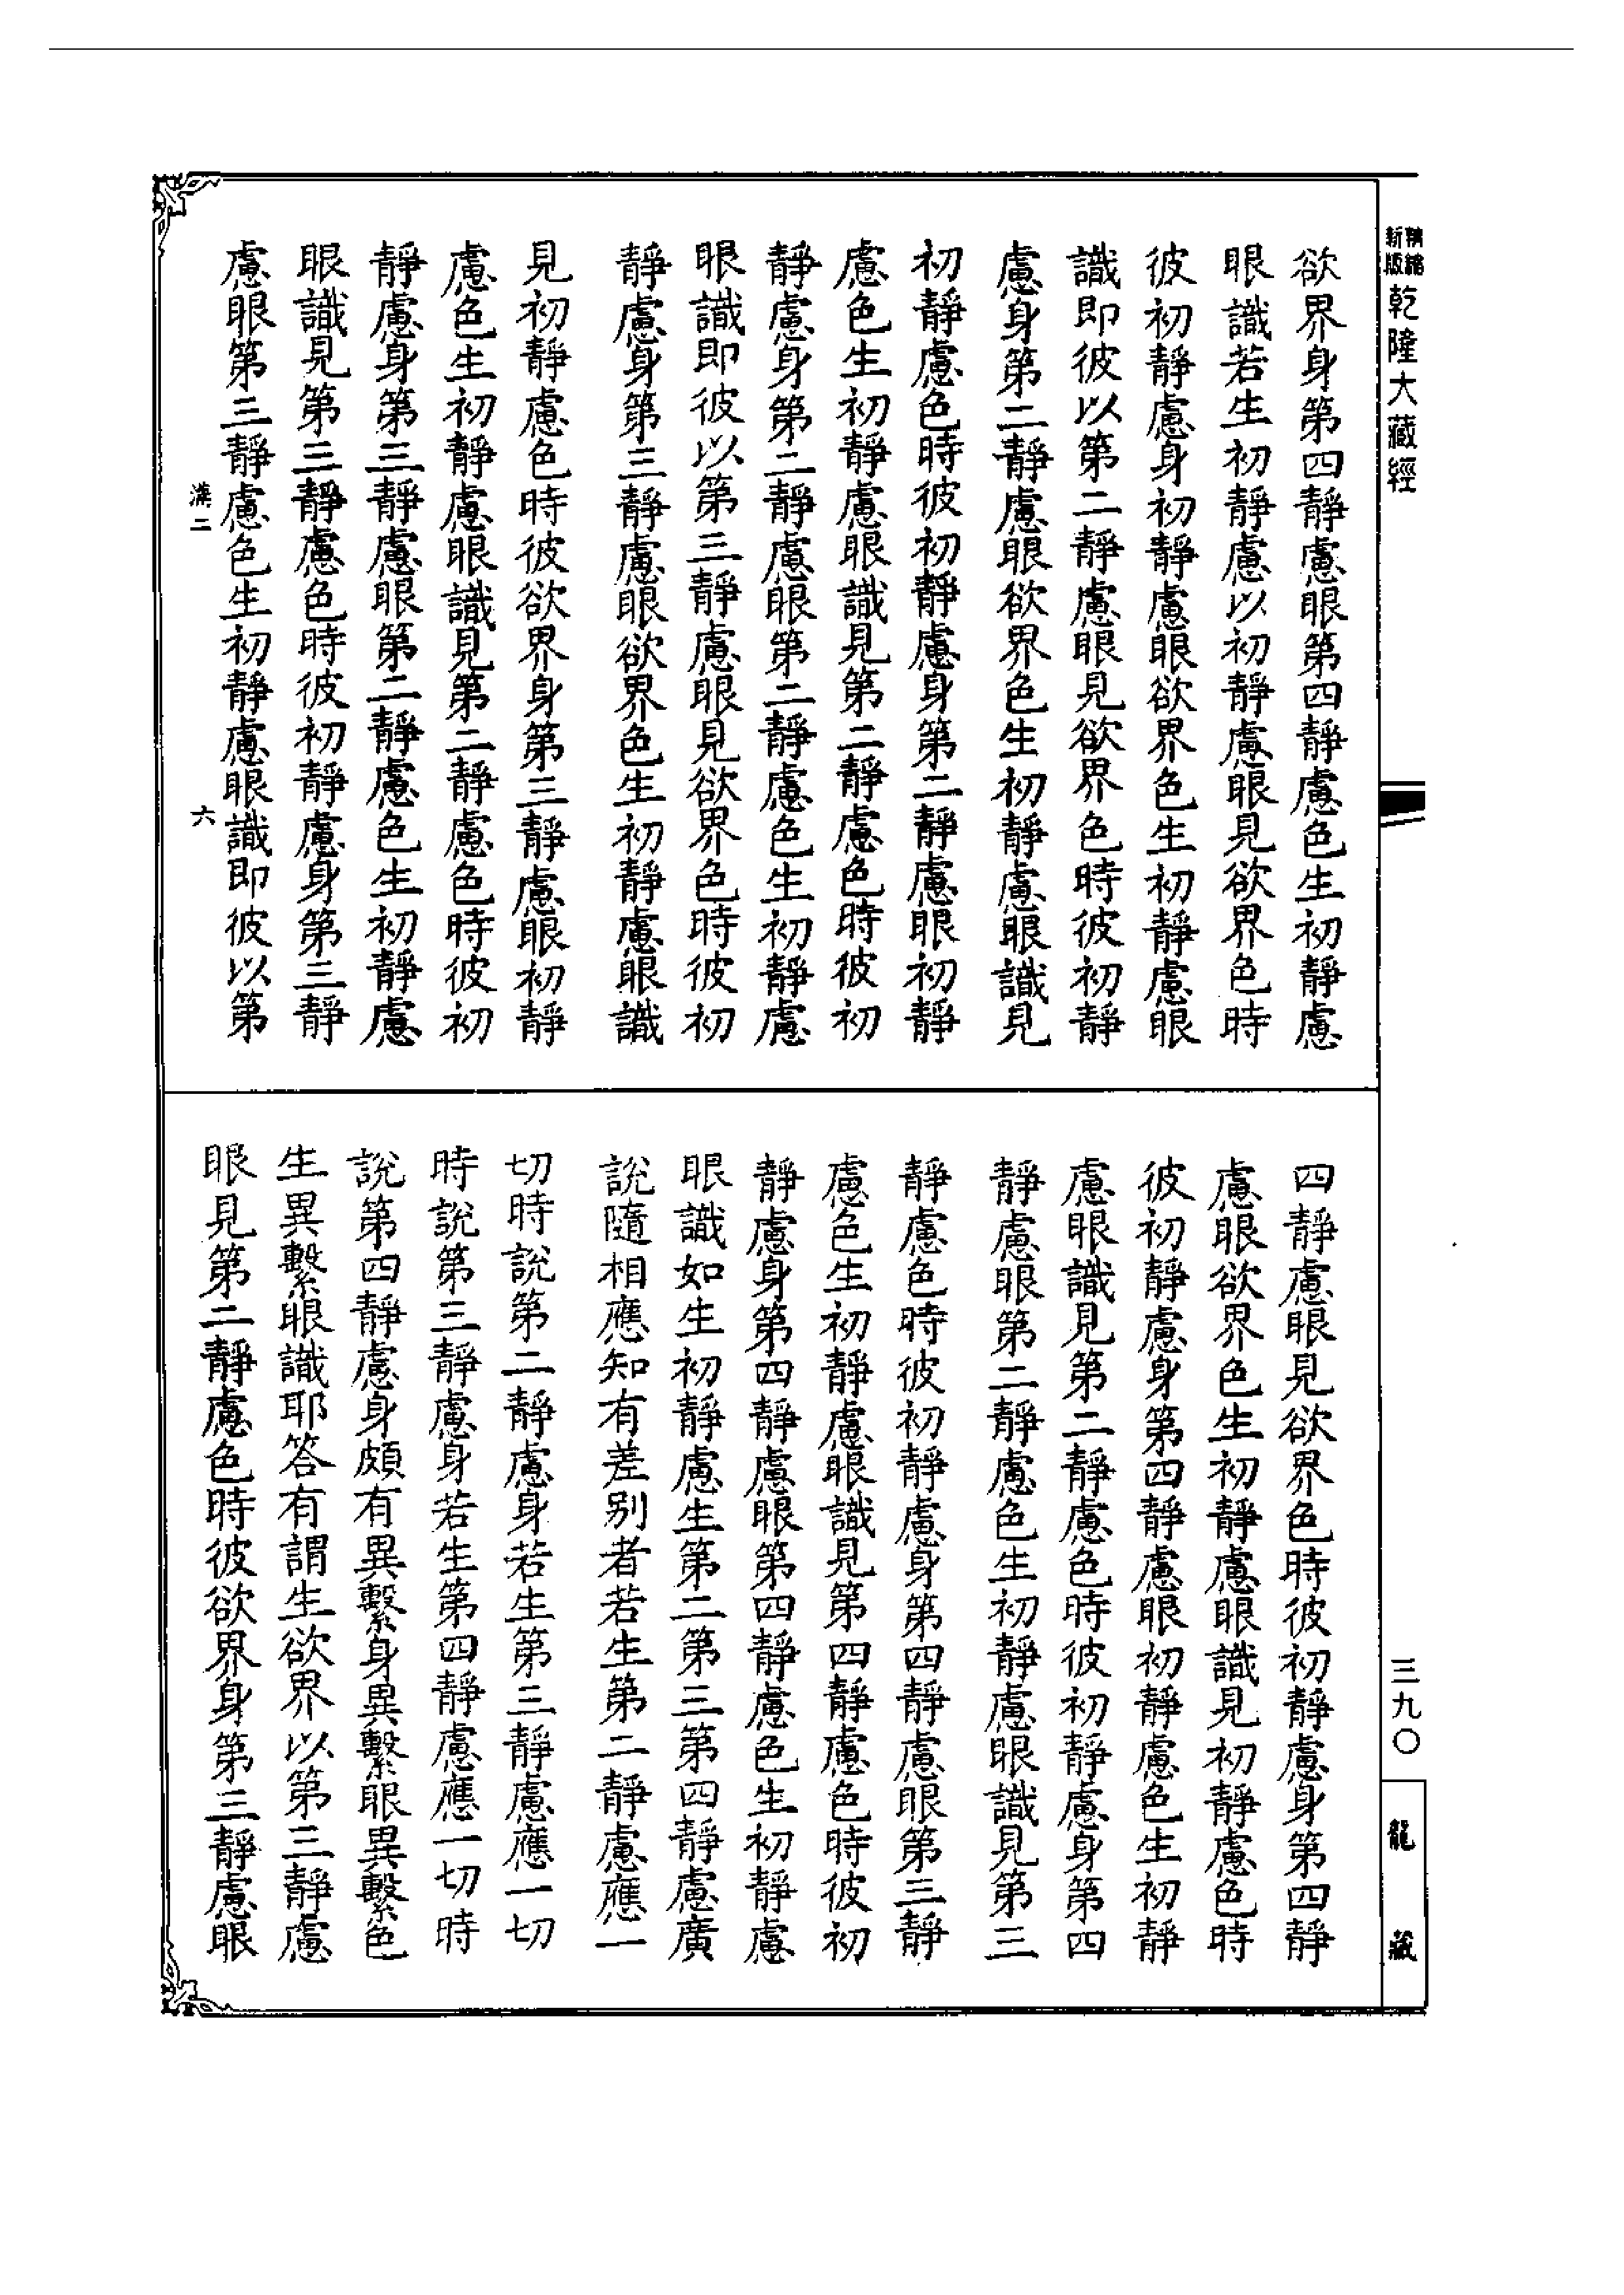 精縮新版乾隆大藏經
欲界身第四靜慮眼第四靜慮色生初靜慮
眼識若生初靜慮以初靜慮眼見欲界色時
彼初靜慮身初靜慮眼欲界色生初靜慮眼
識即彼以第二靜慮眼見欲界色時彼初靜
慮身第二靜慮眼欲界色生初靜慮眼識見
初靜慮色時彼初靜慮身第二靜慮眼初靜
慮色生初靜慮眼識見第二靜慮色時彼初
靜慮身第二靜慮眼第二靜慮色生初靜慮
眼識即彼以第三靜慮眼見欲界色時彼初
靜慮身第三靜慮眼欲界色生初靜慮眼識
見初靜慮色時彼欲界身第三靜慮眼初靜
慮色生初靜慮眼識見第二靜慮色時彼初
靜慮身第三靜慮眼第二靜慮色生初靜慮
眼識見第三靜慮色時彼初靜慮身第三靜
慮眼第三靜慮色生初靜慮眼識即彼以第
溝二 六
四靜慮眼見欲界色時彼初靜慮身第四靜
慮眼欲界色生初靜慮眼識見初靜慮色時
彼初靜慮身第四靜慮眼初靜慮色生初靜
慮眼識見第二靜慮色時彼初靜慮身第四
靜慮眼第二靜慮色生初靜慮眼識見第三
靜慮色時彼初靜慮身第四靜慮眼第三靜
慮色生初靜慮眼識見第四靜慮色時彼初
靜慮身第四靜慮眼第四靜慮色生初靜慮
眼識如生初靜慮生第二第三第四靜慮廣
說隨相應知有差別者若生第二靜慮應一
切時說第二靜慮身若生第三靜慮應一切
時說第三靜慮身若生第四靜慮應一切時
說第四靜慮身頗有異繫身異繫眼異繫色
生異繫眼識耶答有謂生欲界以第三靜慮
眼見第二靜慮色時彼欲界身第三靜慮眼
三九〇
龍藏